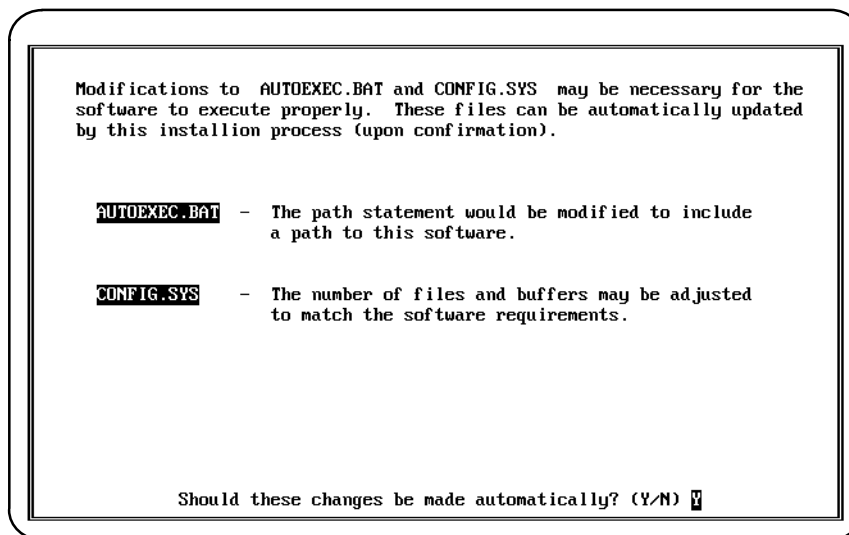 Modifications to  AUTOEXEC.BAT and CONFIG.SYS  may be necessary for the
software to execute properly.  These files can be automatically updated
by this installion process (upon confirmation).
AUTOEXEC.BAT  -  The path statement would be modified to include
a path to this software.
CONFIG.SYS    -  The number of files and buffers may be adjusted
to match the software requirements.
Should these changes be made automatically? (Y/N) Y